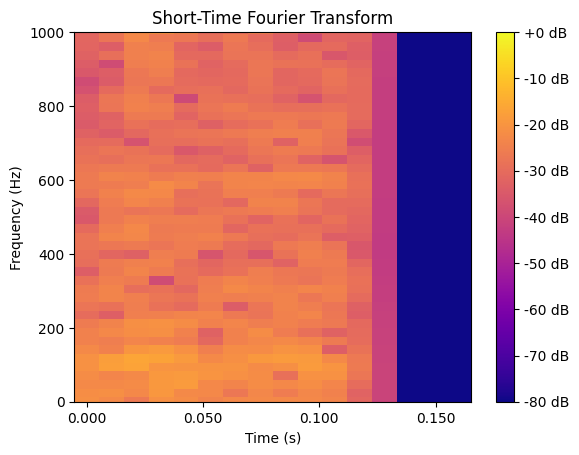 Short-Time Fourier Transform
Frequency (Hz)
1000
800
600
400
200
0
0.000
0.050
0.100
0.150
Time (s)
+0 dB
-10 dB
-20 dB
-30 dB
-40 dB
-50 dB
-60 dB
-70 dB
-80 dB